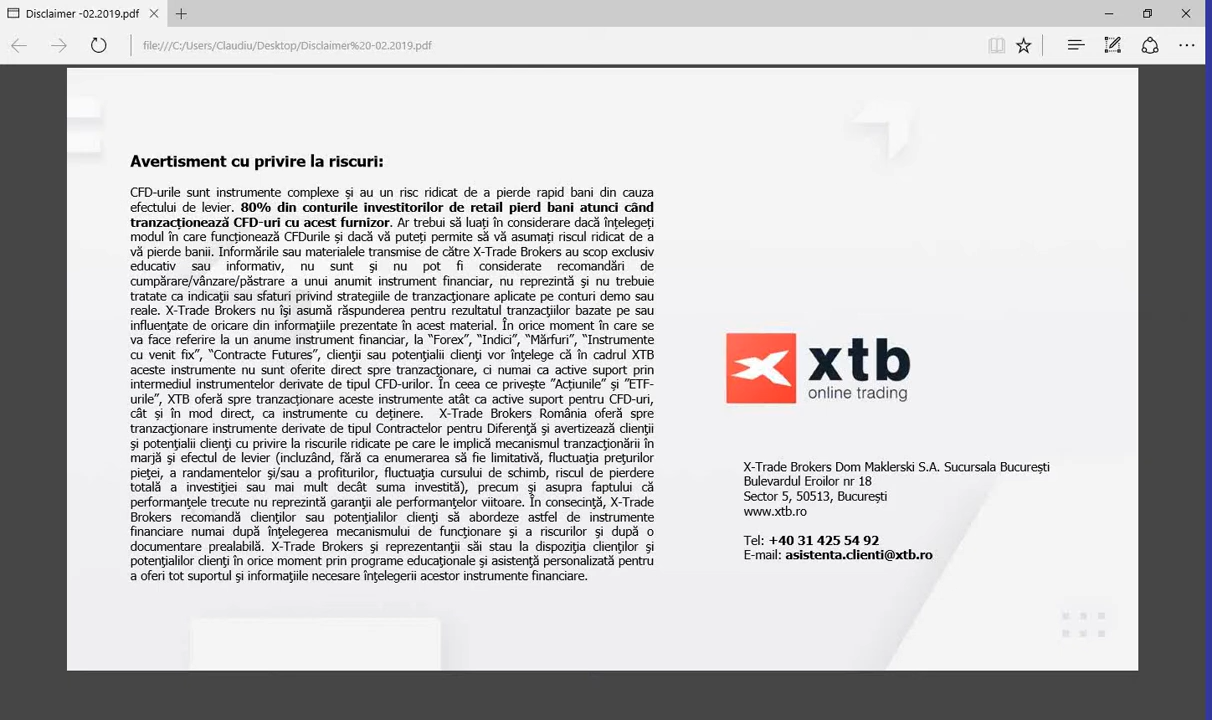 Disclaimer -02.2019.pdf
file:///C:/Users/Claudiu/Desktop/Disclaimer%20-02.2019.pdf
Avertisment cu privire la riscuri:
CFD-urile sunt instrumente complexe și au un risc ridicat de a pierde rapid bani din cauza
efectului de levier. 80% din conturile investitorilor de retail pierd bani atunci când
tranzacționează CFD-uri cu acest furnizor. Ar trebui să luați în considerare dacă înțelegeți
modul în care funcționează CFDurile și dacă vă puteți permite să vă asumați riscul ridicat de a
vă pierde banii. Informările sau materialele transmise de către X-Trade Brokers au scop exclusiv
educativ sau informativ, nu sunt şi nu pot fi considerate recomandări de
cumpărare/vânzare/păstrare a unui anumit instrument financiar, nu reprezintă şi nu trebuie
tratate ca indicaţii sau sfaturi privind strategiile de tranzacţionare aplicate pe conturi demo sau
reale. X-Trade Brokers nu îşi asumă răspunderea pentru rezultatul tranzacţiilor bazate pe sau
influenţate de oricare din informaţiile prezentate în acest material. În orice moment în care se
va face referire la un anume instrument financiar, la “Forex”, “Indici”, “Mărfuri”, “Instrumente
cu venit fix”, “Contracte Futures”, clienţii sau potenţialii clienţi vor înţelege că în cadrul XTB
aceste instrumente nu sunt oferite direct spre tranzacţionare, ci numai ca active suport prin
intermediul instrumentelor derivate de tipul CFD-urilor. În ceea ce priveşte ”Acţiunile” şi ”ETF-
urile”, XTB oferă spre tranzacţionare aceste instrumente atât ca active suport pentru CFD-uri,
cât şi în mod direct, ca instrumente cu deţinere. X-Trade Brokers România oferă spre
tranzacţionare instrumente derivate de tipul Contractelor pentru Diferenţă şi avertizează clienţii
şi potenţialii clienţi cu privire la riscurile ridicate pe care le implică mecanismul tranzacţionării în
marjă şi efectul de levier (incluzând, fără ca enumerarea să fie limitativă, fluctuaţia preţurilor
pieţei, a randamentelor şi/sau a profiturilor, fluctuaţia cursului de schimb, riscul de pierdere
totală a investiţiei sau mai mult decât suma investită), precum şi asupra faptului că
performanţele trecute nu reprezintă garanţii ale performanţelor viitoare. În consecinţă, X-Trade
Brokers recomandă clienţilor sau potenţialilor clienţi să abordeze astfel de instrumente
financiare numai după înţelegerea mecanismului de funcţionare şi a riscurilor şi după o
documentare prealabilă. X-Trade Brokers şi reprezentanţii săi stau la dispoziţia clienţilor şi
potenţialilor clienţi în orice moment prin programe educaţionale şi asistenţă personalizată pentru
a oferi tot suportul şi informaţiile necesare înţelegerii acestor instrumente financiare.
xtb
online trading
X-Trade Brokers Dom Maklerski S.A. Sucursala Bucureşti
Bulevardul Eroilor nr 18
Sector 5, 50513, Bucureşti
www.xtb.ro
Tel: +40 31 425 54 92
E-mail: asistenta.clienti@xtb.ro